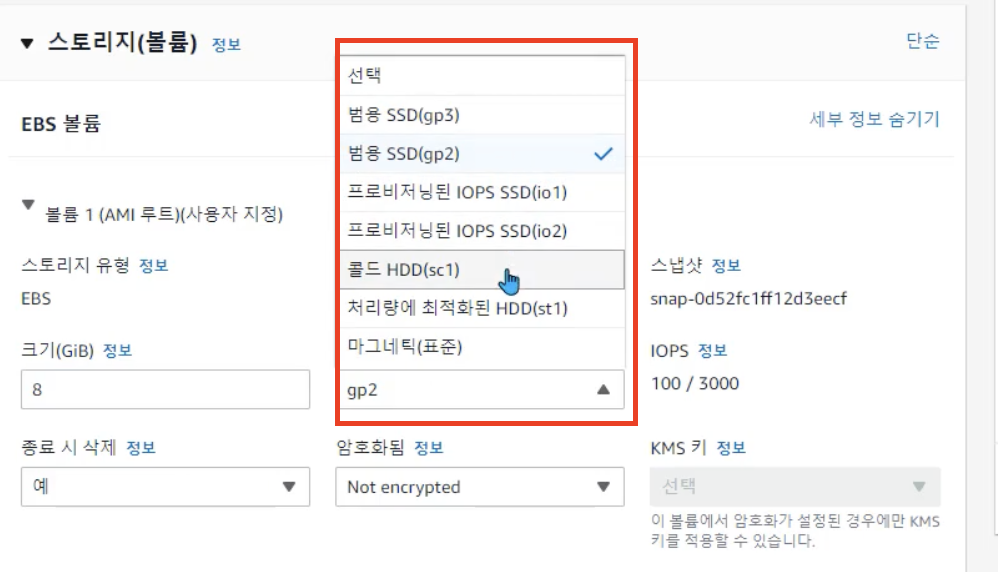 ▼ 스토리지(볼륨) 정보
단순
EBS 볼륨
세부 정보 숨기기
선택
범용 SSD(gp3)
범용 SSD(gp2)
프로비저닝된 IOPS SSD(io1)
프로비저닝된 IOPS SSD(io2)
콜드 HDD(sc1)
처리량에 최적화된 HDD(st1)
마그네틱(표준)
gp2
볼륨 1 (AMI 루트)(사용자 지정)
스토리지 유형 정보
EBS
스냅샷 정보
snap-0d52fc1ff12d3eecf
크기(GiB) 정보
8
IOPS 정보
100 / 3000
종료 시 삭제 정보
예
암호화됨 정보
Not encrypted
KMS 키 정보
선택
이 볼륨에서 암호화가 설정된 경우에만 KMS
키를 적용할 수 있습니다.